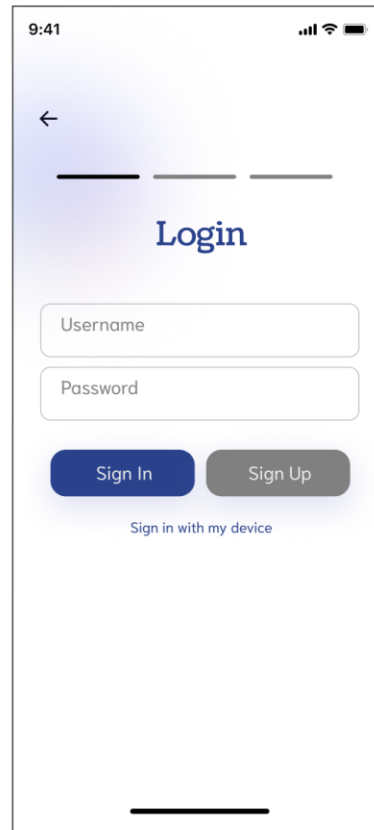 9:41
Login
Username
Password
Sign In Sign Up
Sign in with my device